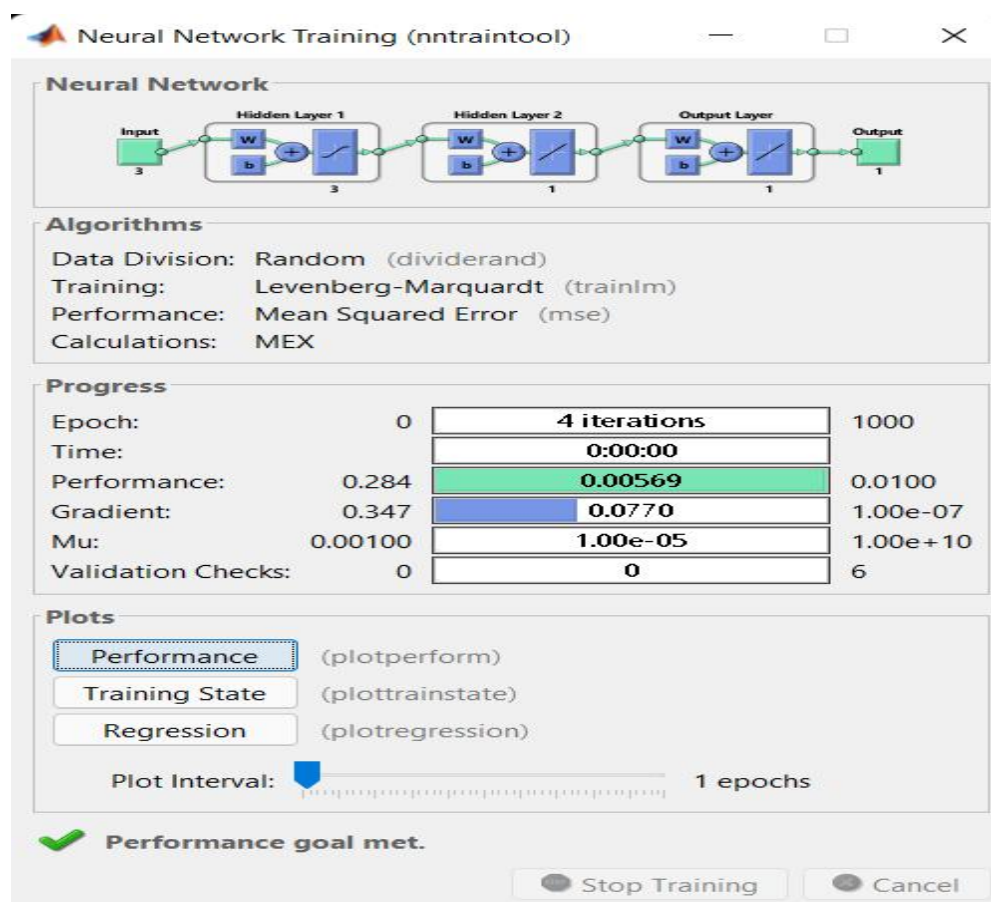 Neural Network Training (nntraintool)
Neural Network
Hidden Layer 1 Hidden Layer 2 Output Layer
Input Output
W W W
+ + +
b b b
3 3 1 1 1
Algorithms
Data Division: Random (dividerand)
Training: Levenberg-Marquardt (trainlm)
Performance: Mean Squared Error (mse)
Calculations: MEX
Progress
Epoch: 0 4 iterations 1000
Time: 0:00:00
Performance: 0.284 0.00569 0.0100
Gradient: 0.347 0.0770 1.00e-07
Mu: 0.00100 1.00e-05 1.00e+10
Validation Checks: 0 0 6
Plots
Performance (plotperform)
Training State (plottrainstate)
Regression (plotregression)
Plot Interval: 1 epochs
Performance goal met.
Stop Training Cancel